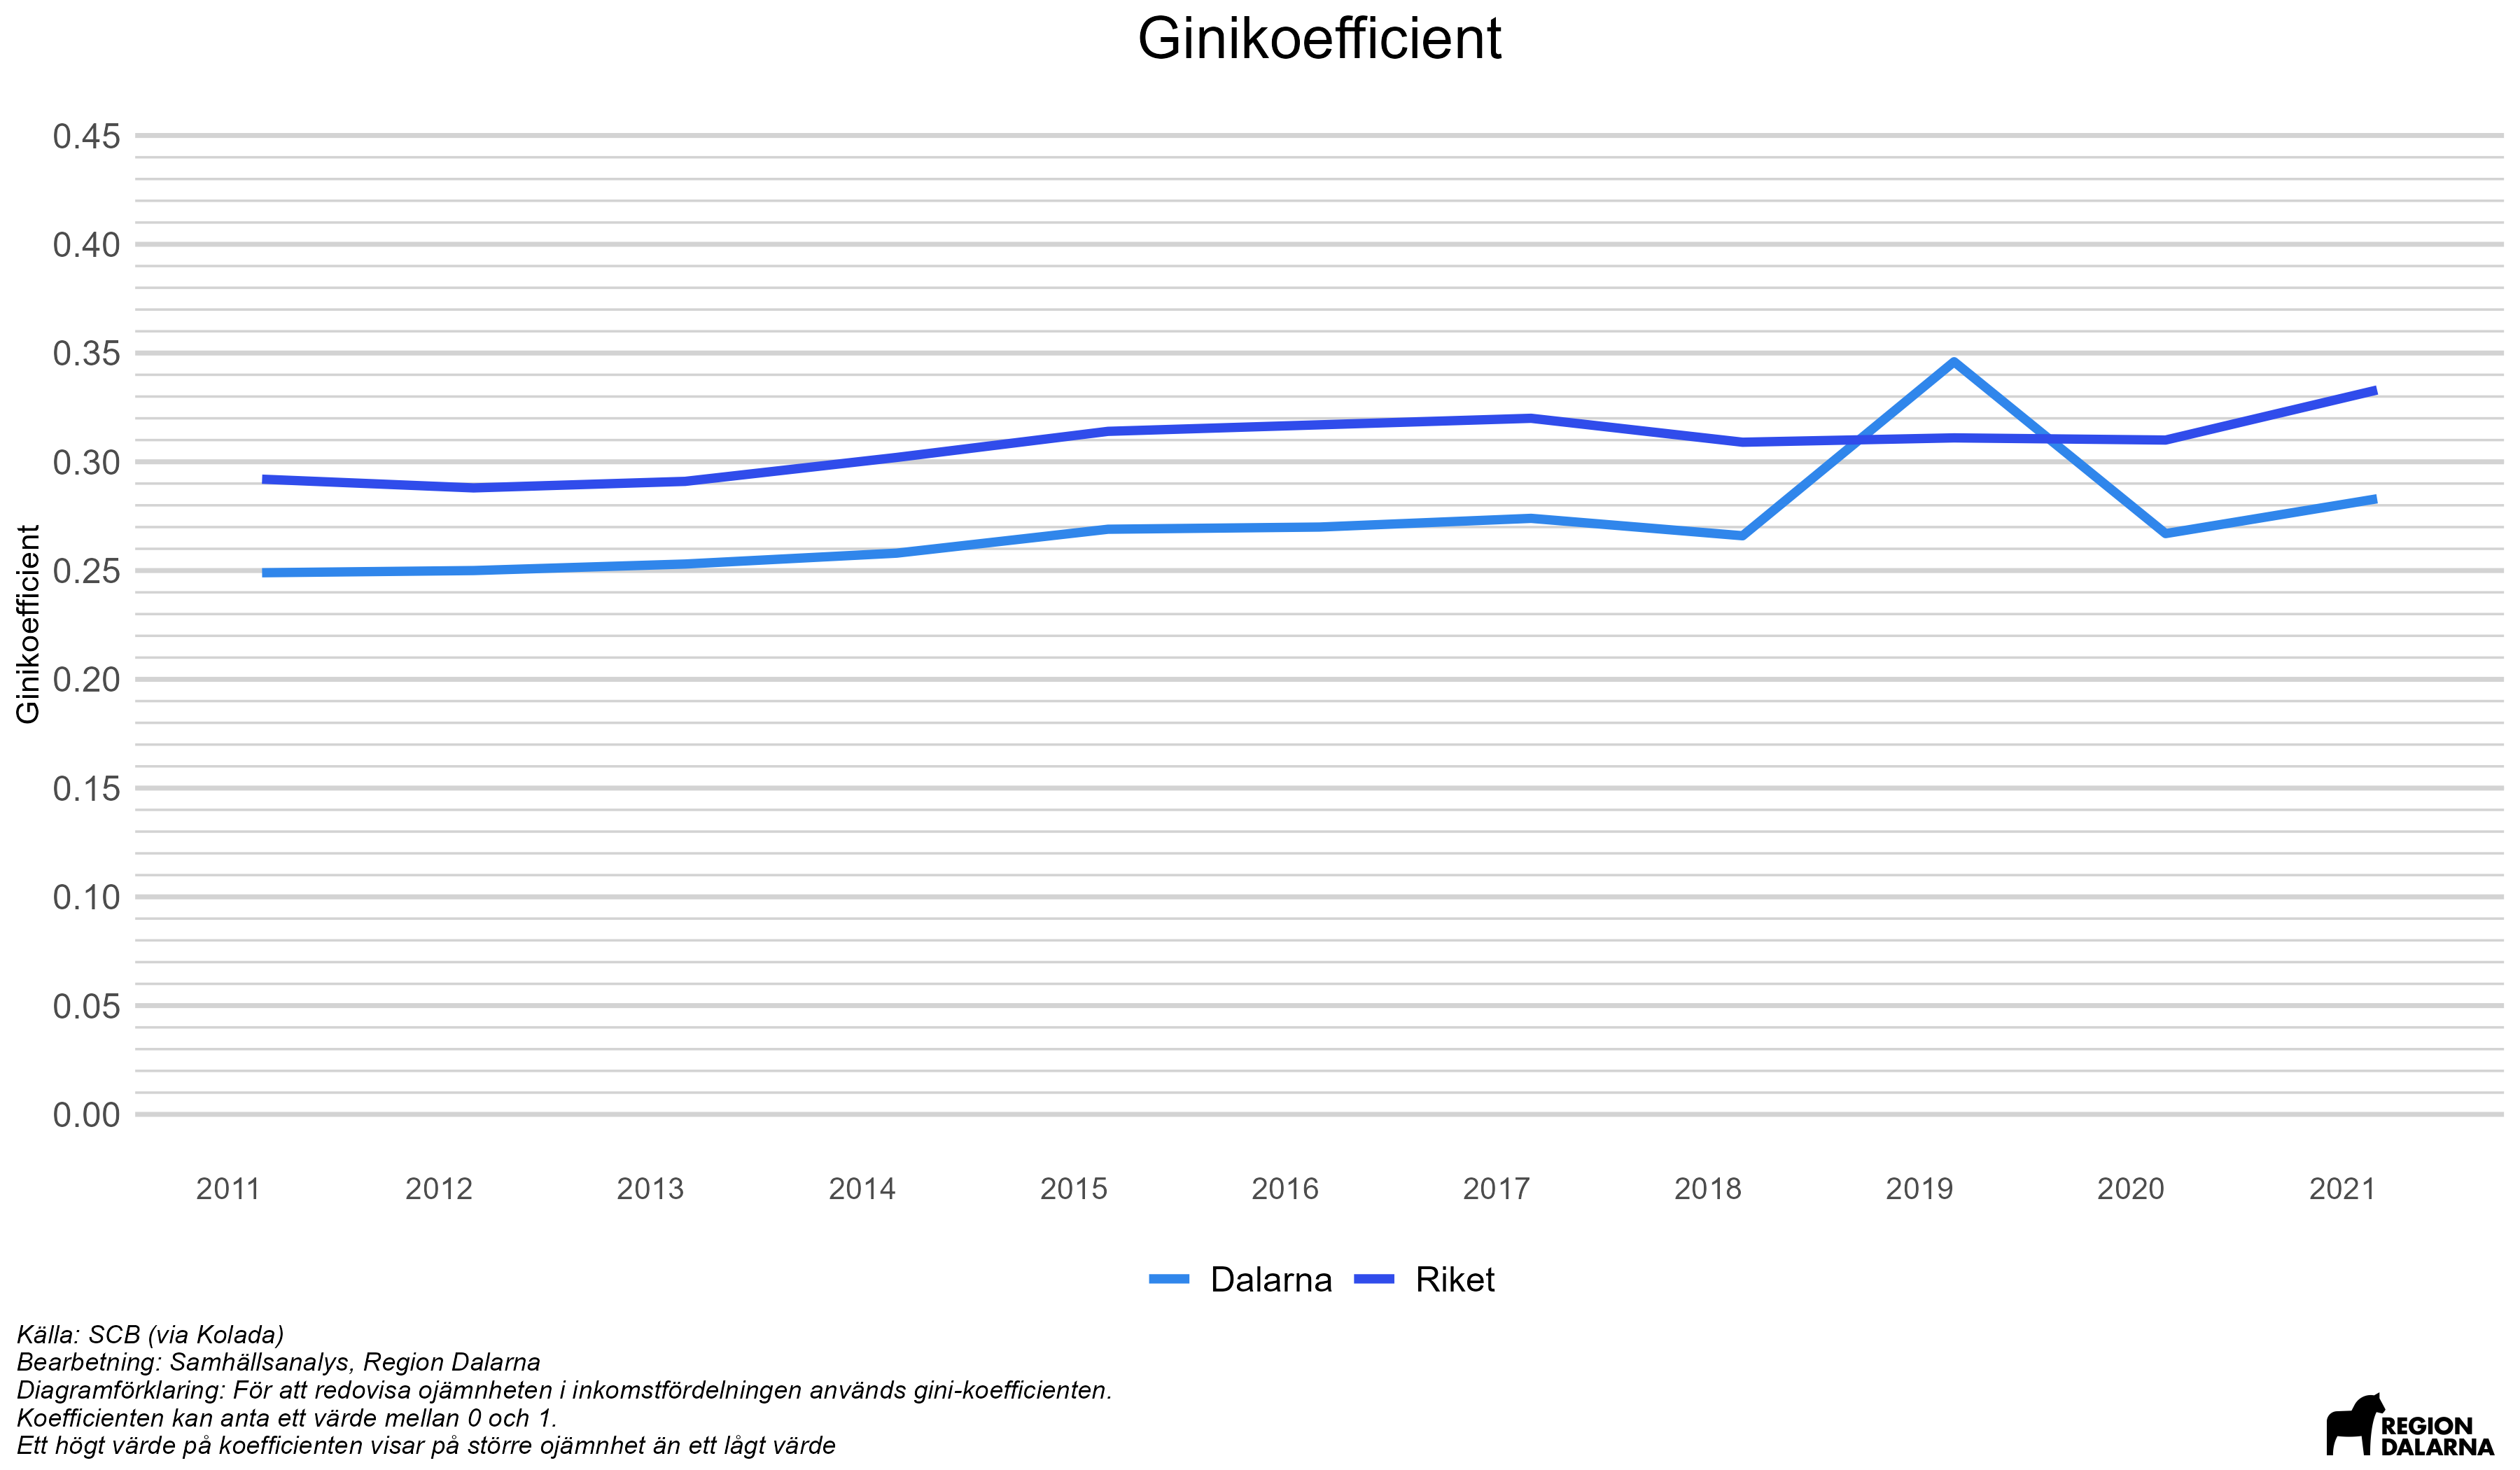 Ginikoefficient
0.45
0.40
0.35
0.30
0.25
0.20
0.15
0.10
0.05
0.00
Ginikoefficient
2011 2012 2013 2014 2015 2016 2017 2018 2019 2020 2021
Dalarna Riket
Källa: SCB (via Kolada)
Bearbetning: Samhällsanalys, Region Dalarna
Diagramförklaring: För att redovisa ojämnheten i inkomstfördelningen används gini-koefficienten.
Koefficienten kan anta ett värde mellan 0 och 1.
Ett högt värde på koefficienten visar på större ojämnhet än ett lågt värde
REGION
DALARNA